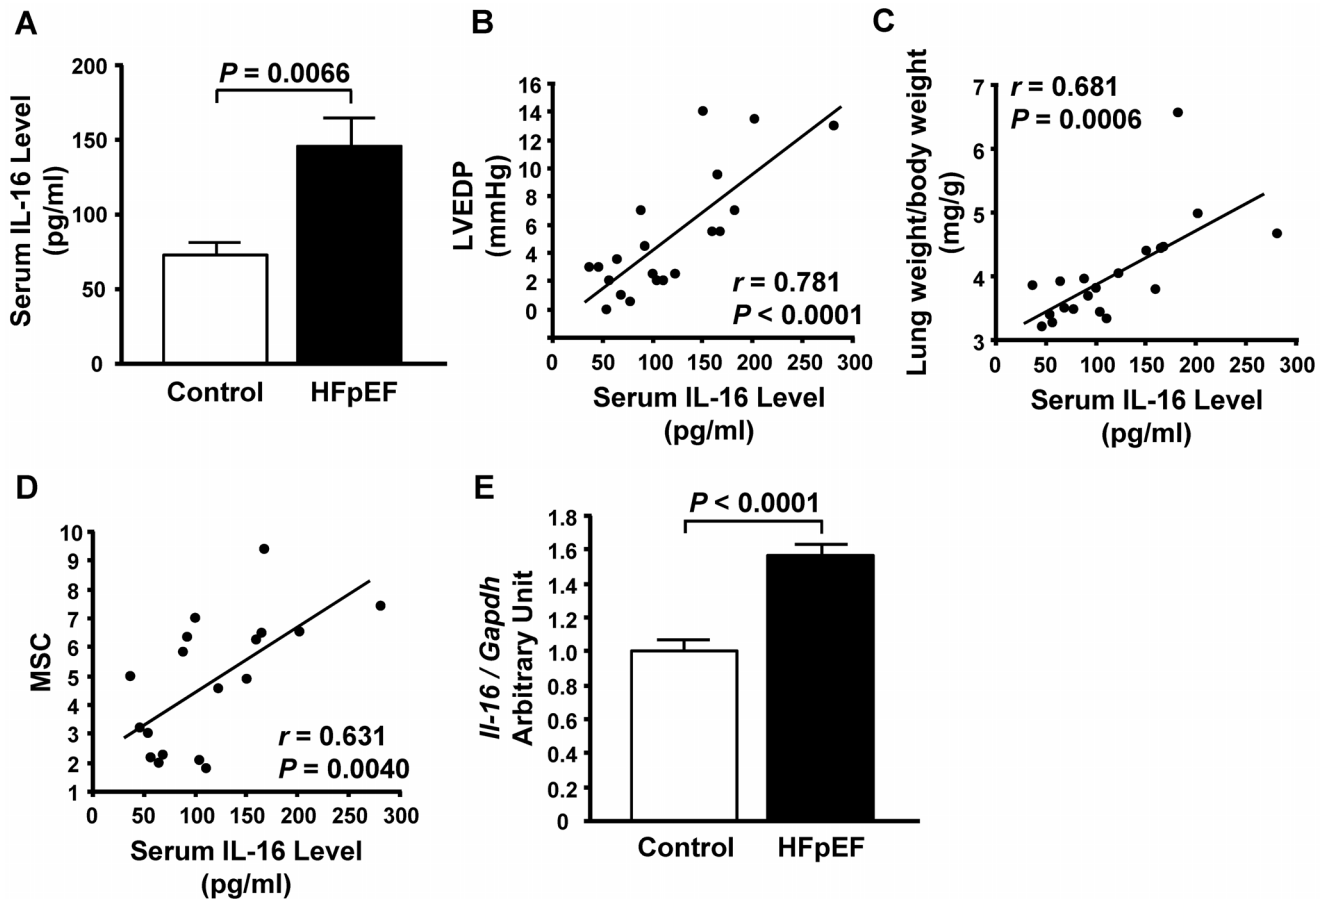 A
Serum IL-16 Level
(pg/ml)
200
150
100
50
0
P = 0.0066
Control
HFpEF
B
LVEDP
(mmHg)
16
14
12
10
8
6
4
2
0
r = 0.781
P < 0.0001
0
50
100
150
200
250
300
Serum IL-16 Level
(pg/ml)
C
Lung weight/body weight
(mg/g)
7
6
5
4
3
r = 0.681
P = 0.0006
0
50
100
150
200
250
300
Serum IL-16 Level
(pg/ml)
D
MSC
10
9
8
7
6
5
4
3
2
1
r = 0.631
P = 0.0040
0
50
100
150
200
250
300
Serum IL-16 Level
(pg/ml)
E
Il-16 / Gapdh
Arbitrary Unit
1.8
1.6
1.4
1.2
1.0
0.8
0.6
0.4
0.2
0
P < 0.0001
Control
HFpEF